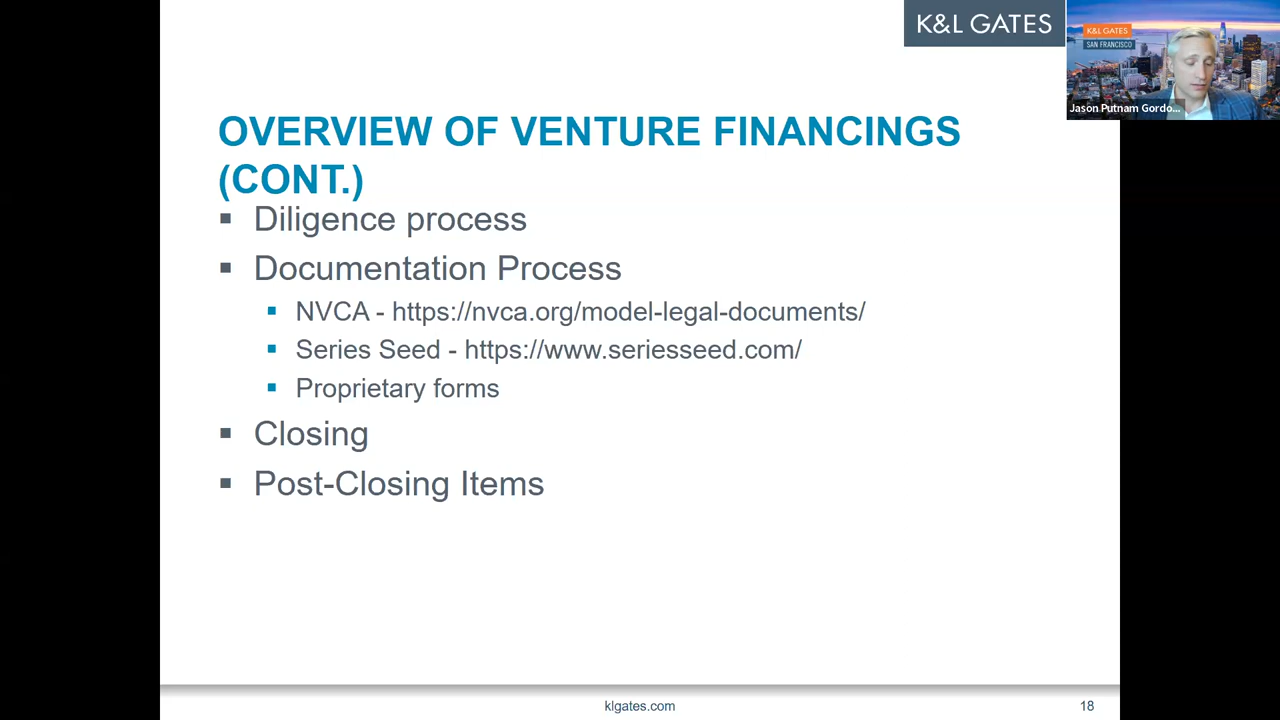 K&L GATES
K&L GATES
SAN FRANCISCO
Jason Putnam Gordo...
OVERVIEW OF VENTURE FINANCINGS
(CONT.)
▪ Diligence process
▪ Documentation Process
▪ NVCA - https://nvca.org/model-legal-documents/
▪ Series Seed - https://www.seriesseed.com/
▪ Proprietary forms
▪ Closing
▪ Post-Closing Items
klgates.com
18